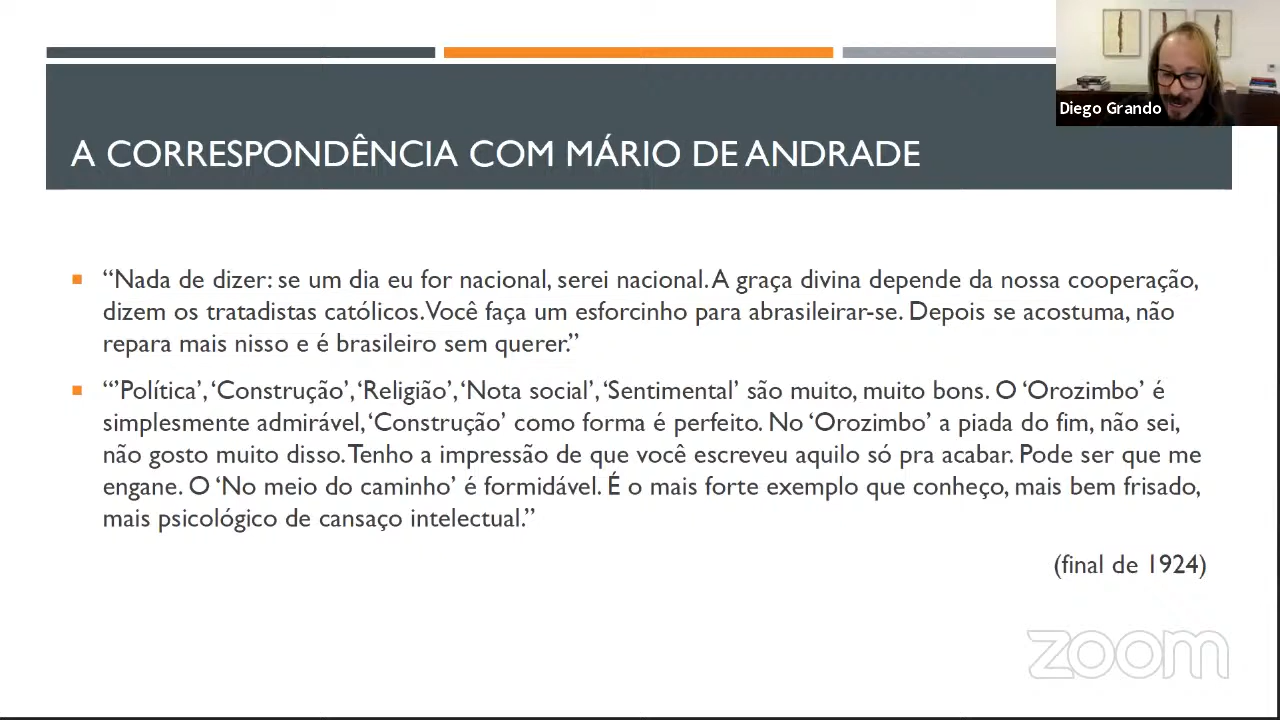 Diego Grando
A CORRESPONDÊNCIA COM MÁRIO DE ANDRADE
“Nada de dizer: se um dia eu for nacional, serei nacional. A graça divina depende da nossa cooperação,
dizem os tratadistas católicos. Você faça um esforcinho para abrasileirar-se. Depois se acostuma, não
repara mais nisso e é brasileiro sem querer.”
“’Política’, ‘Construção’, ‘Religião’, ‘Nota social’, ‘Sentimental’ são muito, muito bons. O ‘Orozimbo’ é
simplesmente admirável, ‘Construção’ como forma é perfeito. No ‘Orozimbo’ a piada do fim, não sei,
não gosto muito disso. Tenho a impressão de que você escreveu aquilo só pra acabar. Pode ser que me
engane. O ‘No meio do caminho’ é formidável. É o mais forte exemplo que conheço, mais bem frisado,
mais psicológico de cansaço intelectual.”
(final de 1924)
zoom